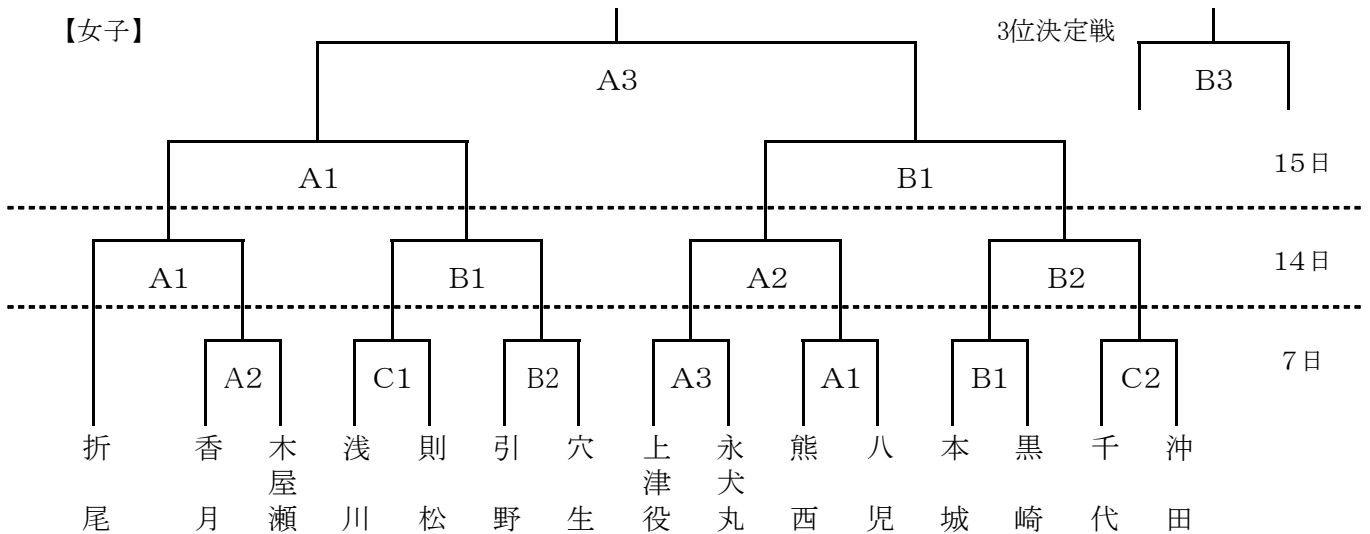 【女子】
3位決定戦
A3
B3
A1
B1
15日
A1
B1
A2
B2
14日
A2
C1
B2
A3
A1
B1
C2
7日
折尾
香月
木屋瀬
浅川
則松
引野
穴生
上津役
永犬丸
熊西
八児
本城
黒崎
千代
沖田